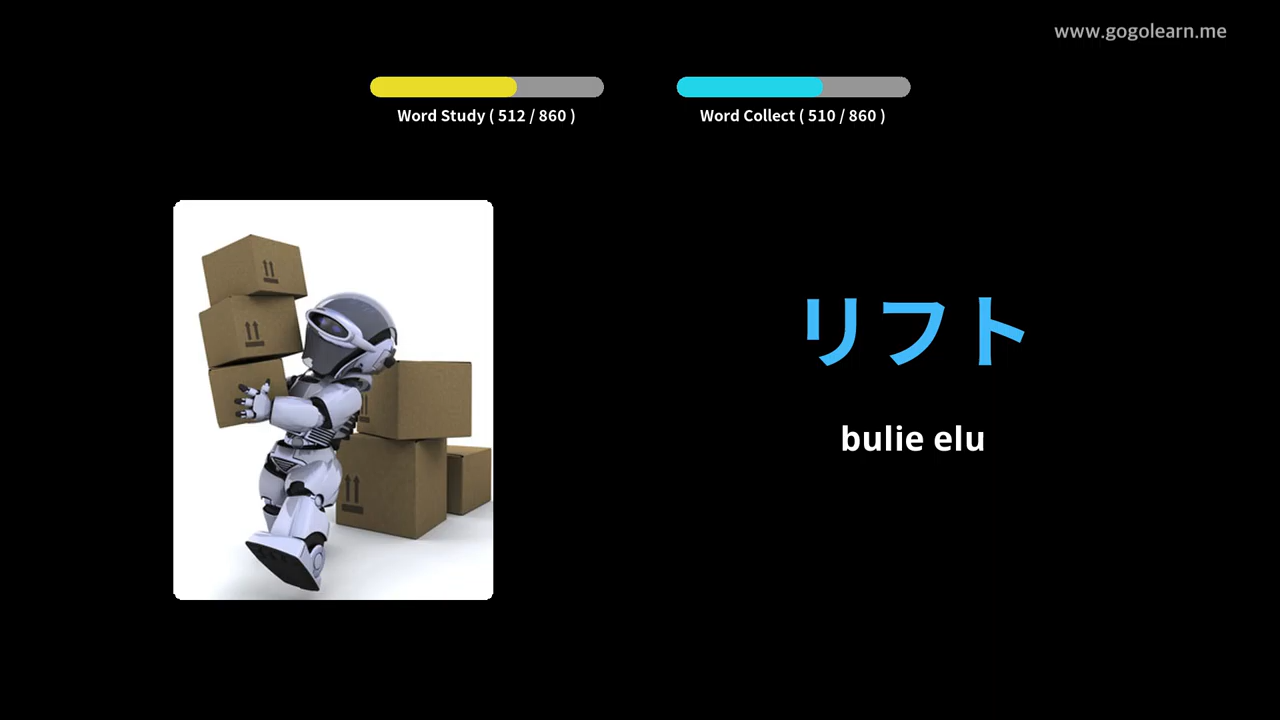 www.gogolearn.me
Word Study ( 512 / 860 )
Word Collect ( 510 / 860 )
リフト
bulie elu